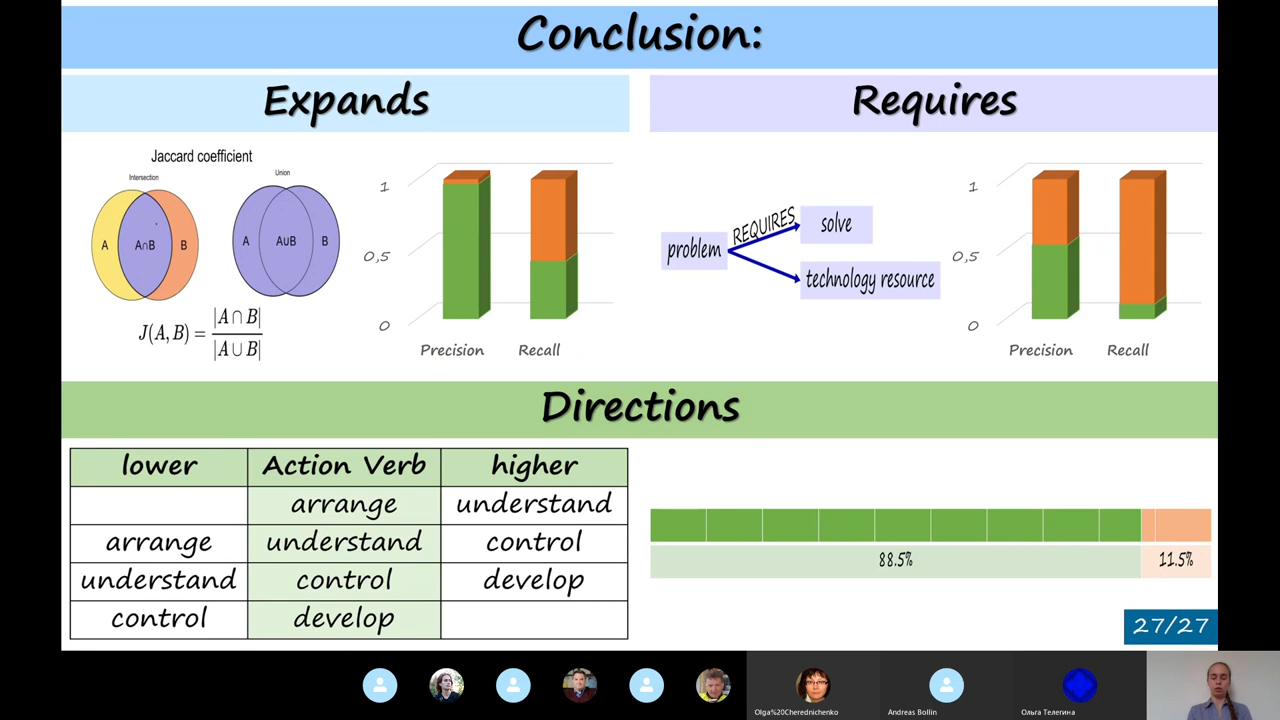 Conclusion:
Expands
Requires
Jaccard coefficient
Intersection
Union
A
A∩B
B
A
A∪B
B
J(A, B) = |A ∩ B| / |A ∪ B|
1
0,5
0
Precision
Recall
problem
REQUIRES
solve
technology resource
1
0,5
0
Precision
Recall
Directions
lower Action Verb higher
arrange understand
arrange understand control
understand control develop
control develop
88.5%
11.5%
27/27
Olga%20Cherednichenko
Andreas Bollin
Ольга Телегина